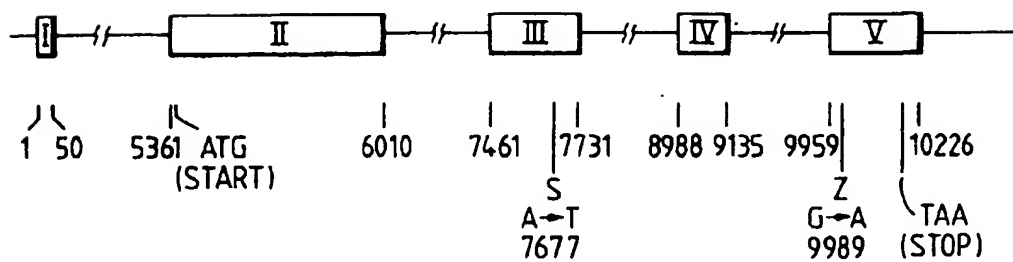 I II III IV V
1 50 5361 ATG 6010 7461 7731 8988 9135 9959 10226
(START)
S Z
A→T G→A TAA
7677 9989 (STOP)